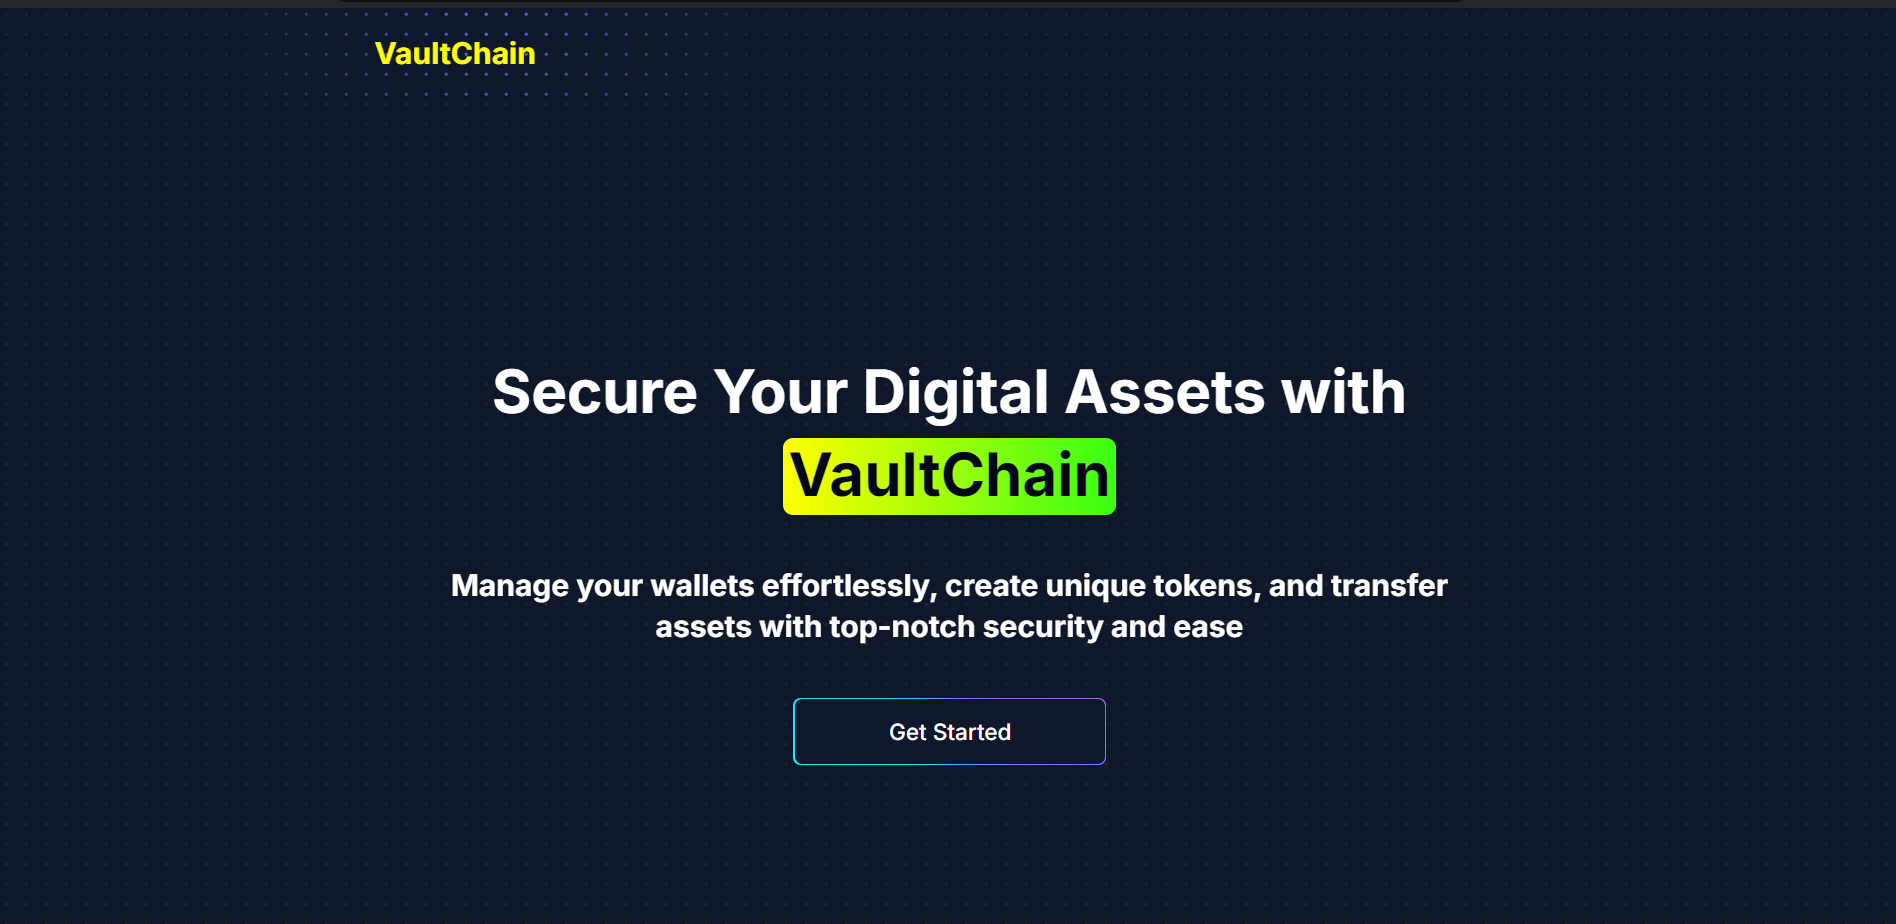 VaultChain
Secure Your Digital Assets with
VaultChain
Manage your wallets effortlessly, create unique tokens, and transfer
assets with top-notch security and ease
Get Started